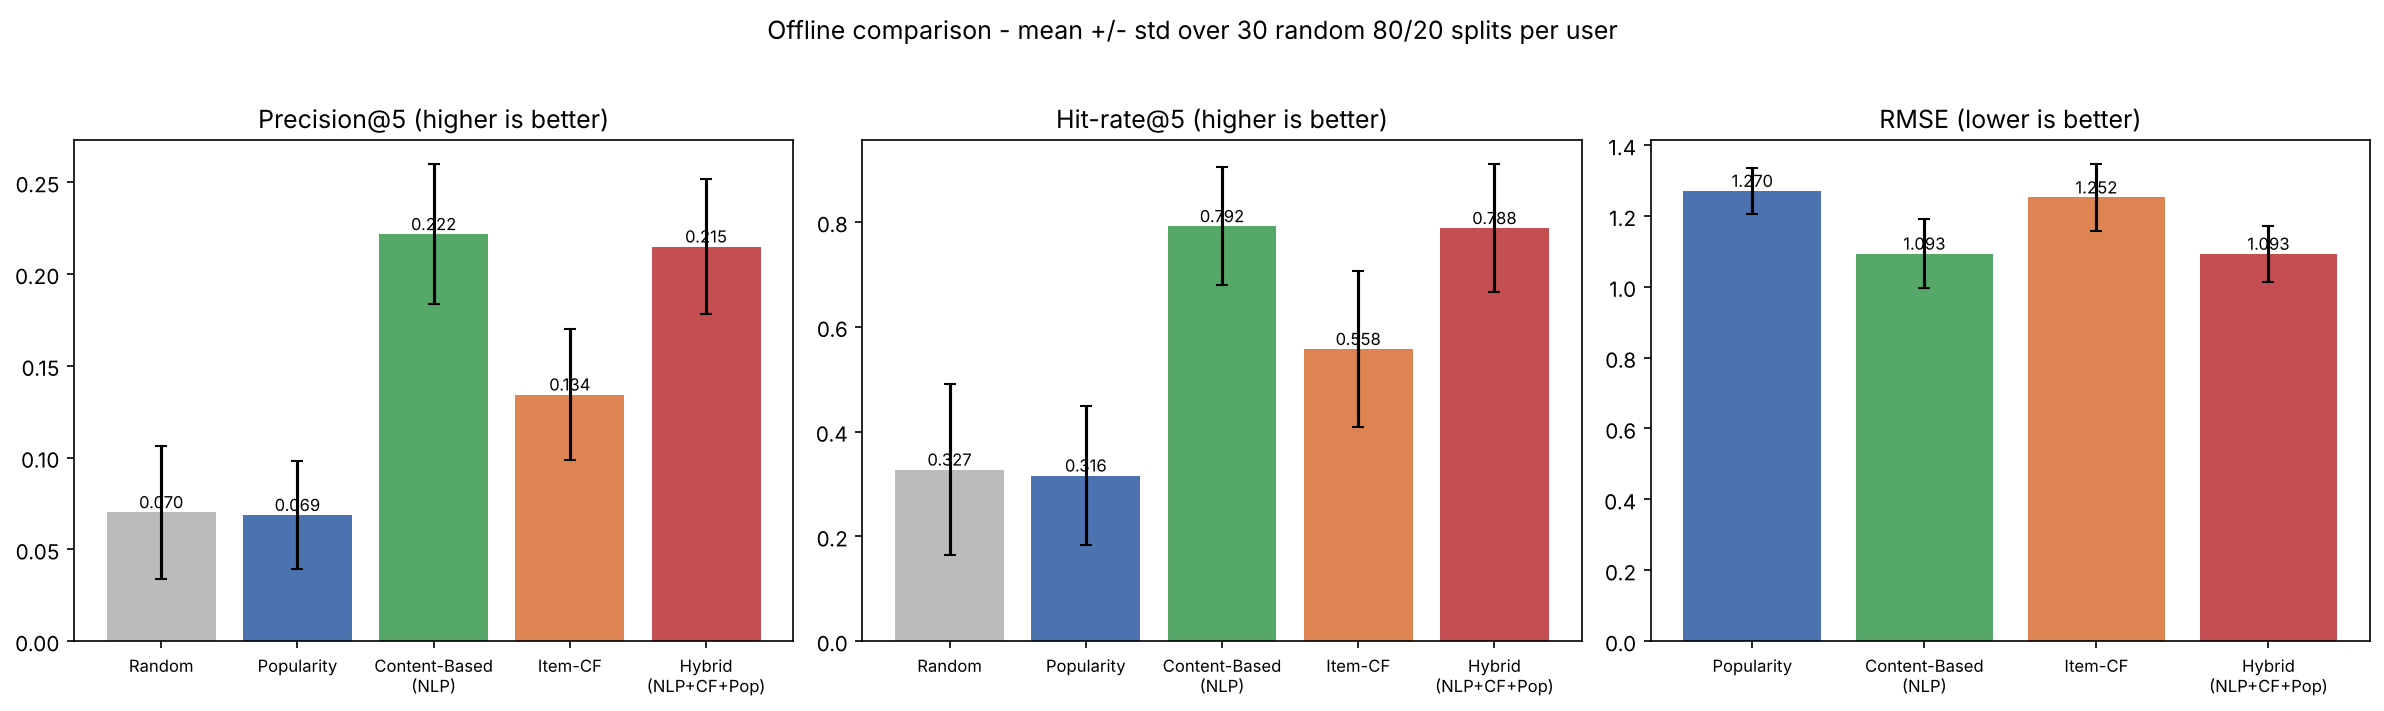 Offline comparison - mean +/- std over 30 random 80/20 splits per user
Precision@5 (higher is better)
0.25
0.20
0.15
0.10
0.05
0.00
0.070
0.069
0.222
0.134
0.215
Random
Popularity
Content-Based
(NLP)
Item-CF
Hybrid
(NLP+CF+Pop)
Hit-rate@5 (higher is better)
0.8
0.6
0.4
0.2
0.0
0.327
0.316
0.792
0.558
0.788
Random
Popularity
Content-Based
(NLP)
Item-CF
Hybrid
(NLP+CF+Pop)
RMSE (lower is better)
1.4
1.2
1.0
0.8
0.6
0.4
0.2
0.0
1.270
1.093
1.252
1.093
Popularity
Content-Based
(NLP)
Item-CF
Hybrid
(NLP+CF+Pop)